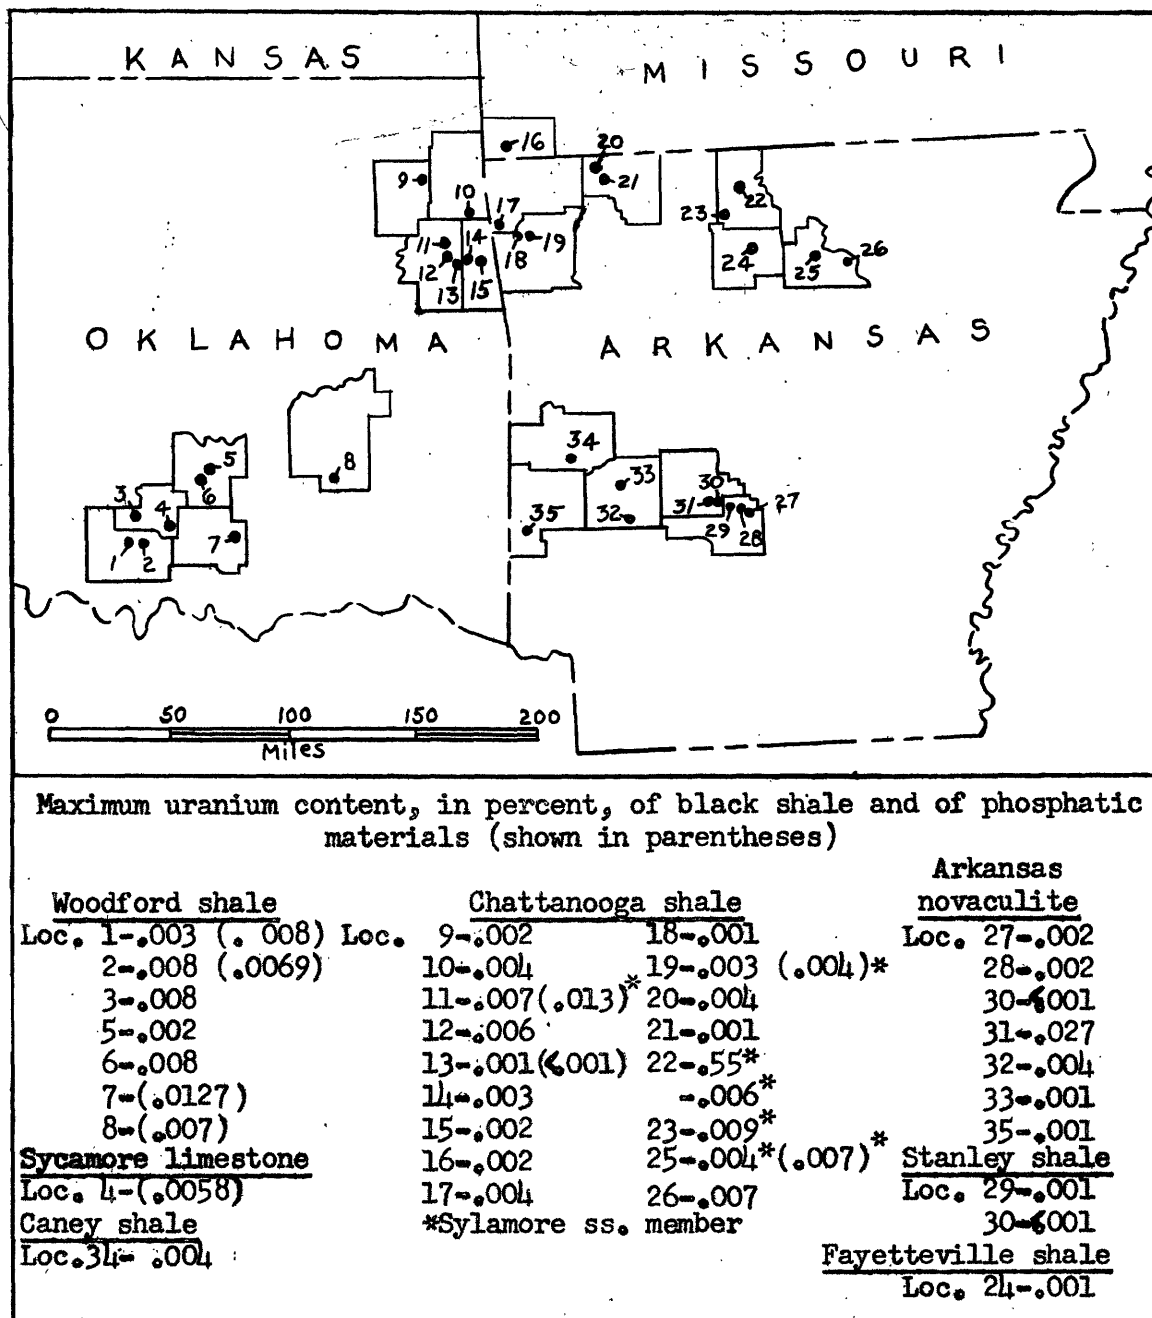 KANSAS
MISSOURI
16
20
9
21
10
17
22
23
11
14
18
19
12
13
15
24
25
26
OKLAHOMA
ARKANSAS
34
5
8
6
33
30
3
4
31
27
35
32
29
28
7
1
2
0 50 100 150 200
Miles
Maximum uranium content, in percent, of black shale and of phosphatic
materials (shown in parentheses)
Woodford shale
Loc. 1-.003 (. 008)
2-.008 (.0069)
3-.008
5-.002
6-.008
7-(.0127)
8-(.007)
Sycamore limestone
Loc. 4-(.0058)
Caney shale
Loc.34- .004
Chattanooga shale
Loc. 9-.002
10-.004
11-.007(.013)*
12-.006
13-.001(<.001)
14-.003
15-.002
16-.002
17-.004
18-.001
19-.003 (.004)*
20-.004
21-.001
22-.55*
-.006*
23-.009*
25-.004*(.007)*
26-.007
*Sylamore ss. member
Arkansas
novaculite
Loc. 27-.002
28-.002
30-<.001
31-.027
32-.004
33-.001
35-.001
Stanley shale
Loc. 29-.001
30-<.001
Fayetteville shale
Loc. 24-.001